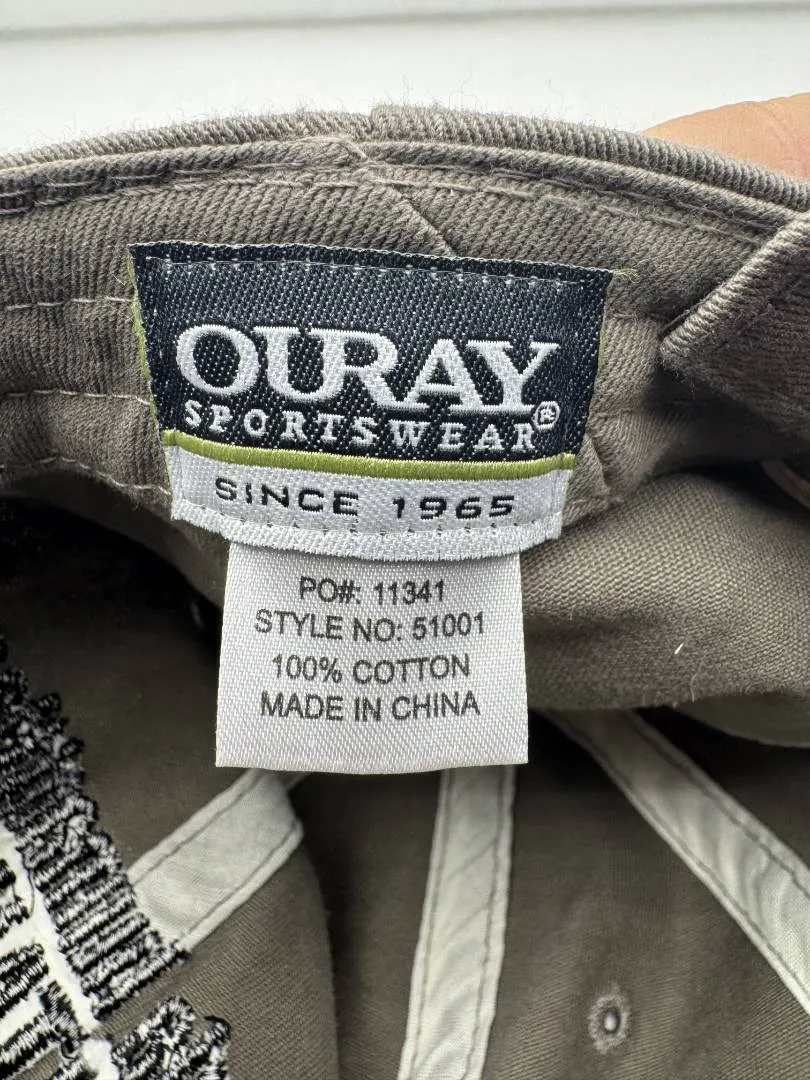 OURAY
SPORTSWEAR®
SINCE 1965
PO#: 11341
STYLE NO: 51001
100% COTTON
MADE IN CHINA